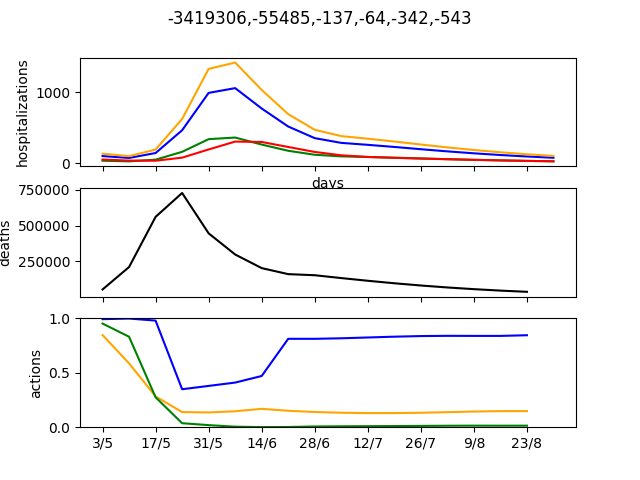 -3419306,-55485,-137,-64,-342,-543
hospitalizations
1000
0
days
deaths
750000
500000
250000
actions
1.0
0.5
0.0
3/5 17/5 31/5 14/6 28/6 12/7 26/7 9/8 23/8